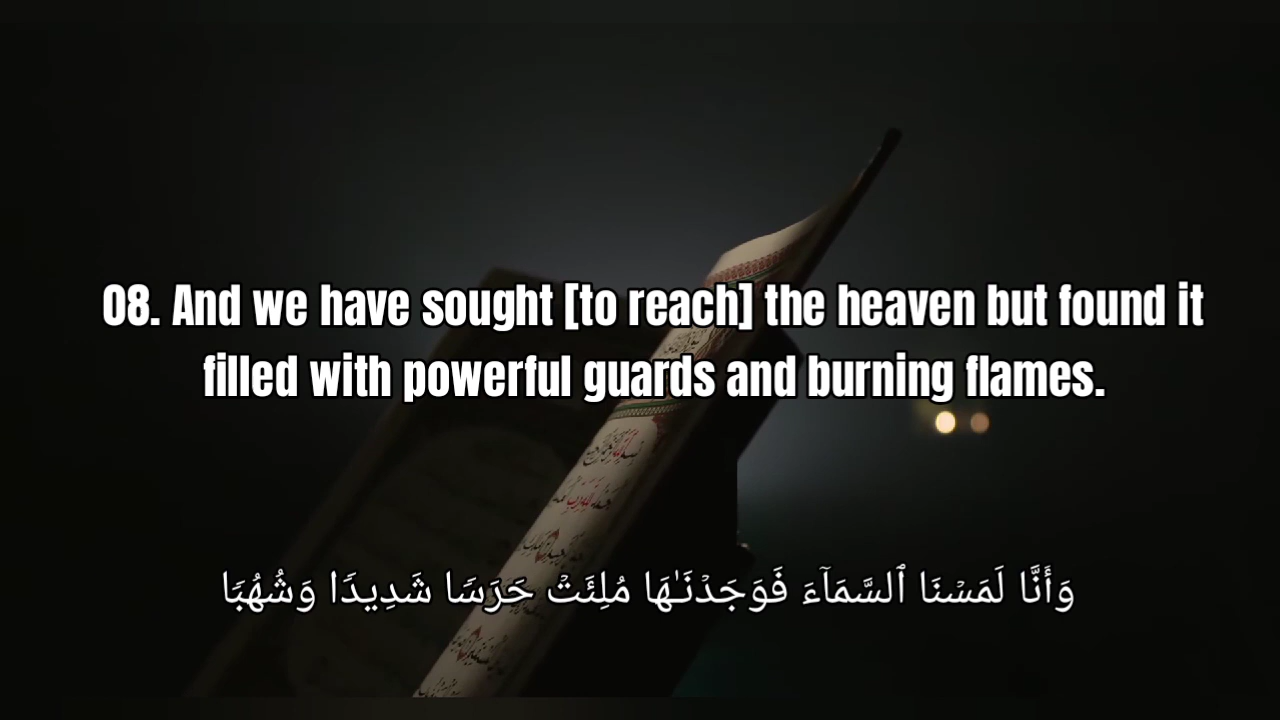 08. And we have sought [to reach] the heaven but found it
filled with powerful guards and burning flames.
وَأَنَّا لَمَسْنَا ٱلسَّمَآءَ فَوَجَدْنَـٰهَا مُلِئَتْ حَرَسًا شَدِيدًا وَشُهُبًا